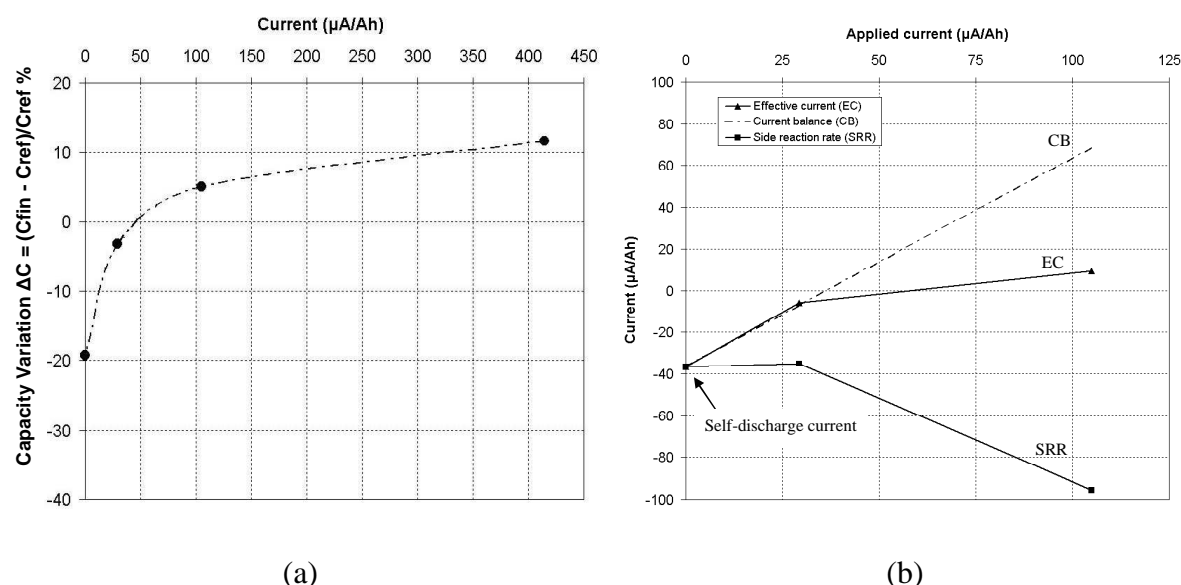 Current (µA/Ah)
0 50 100 150 200 250 300 350 400 450
Capacity Variation ΔC = (Cfin - Cref)/Cref %
20
10
0
-10
-20
-30
-40
(a)
Applied current (µA/Ah)
0 25 50 75 100 125
Current (µA/Ah)
100
80
60
40
20
0
-20
-40
-60
-80
-100
Effective current (EC)
Current balance (CB)
Side reaction rate (SRR)
CB
EC
Self-discharge current
SRR
(b)